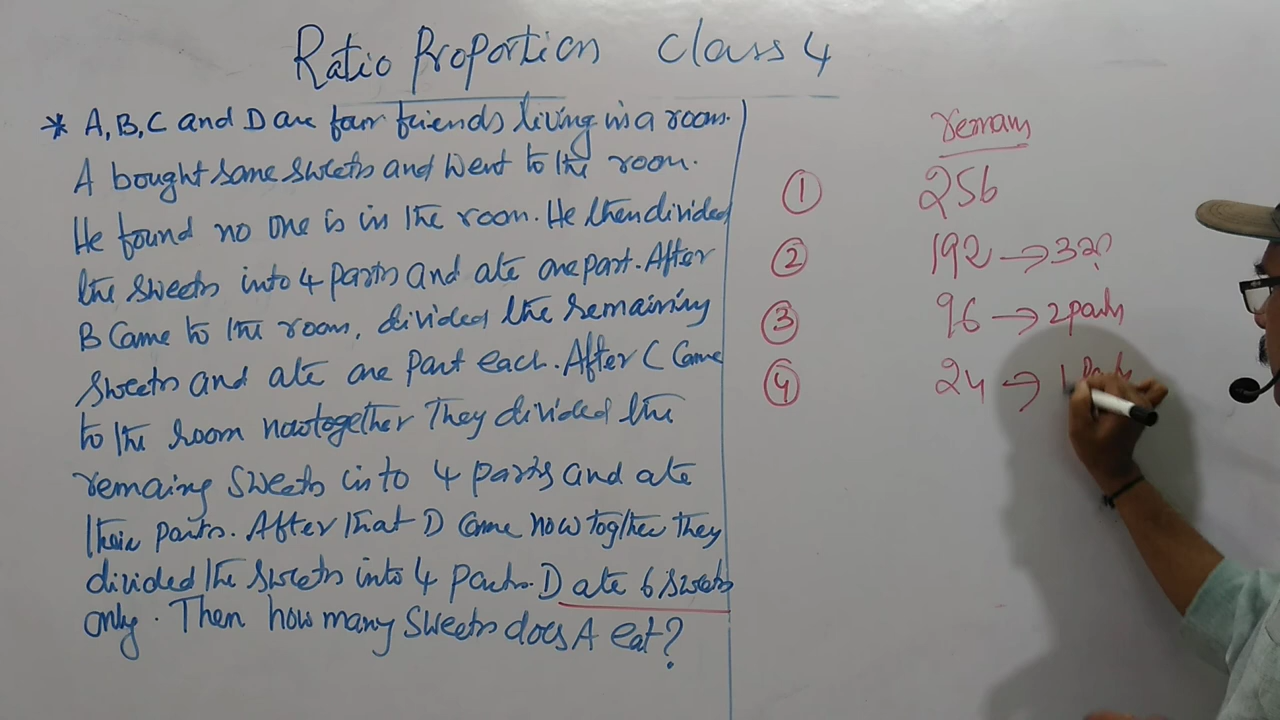 Ratio Proportion Class 4
* A, B, C and D are four friends living in a room.
A bought some sweets and went to the room.
He found no one is in the room. He then divided
the sweets into 4 parts and ate one part. After
B Came to the room, divided the remaining
sweets and ate one part each. After C Came
to the room now together They divided the
remaing sweets into 4 parts and ate
their parts. After that D Came now together they
divided the sweets into 4 parts. D ate 6 sweets
only. Then how many sweets does A eat?
remain
① 256
② 192 →
③ 96 → 2 parts
④ 24 → 1 Part